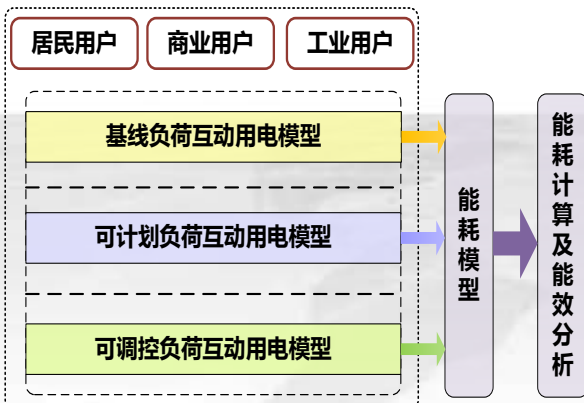 居民用户 商业用户 工业用户
基线负荷互动用电模型
可计划负荷互动用电模型
可调控负荷互动用电模型
能耗模型
能耗计算及能效分析